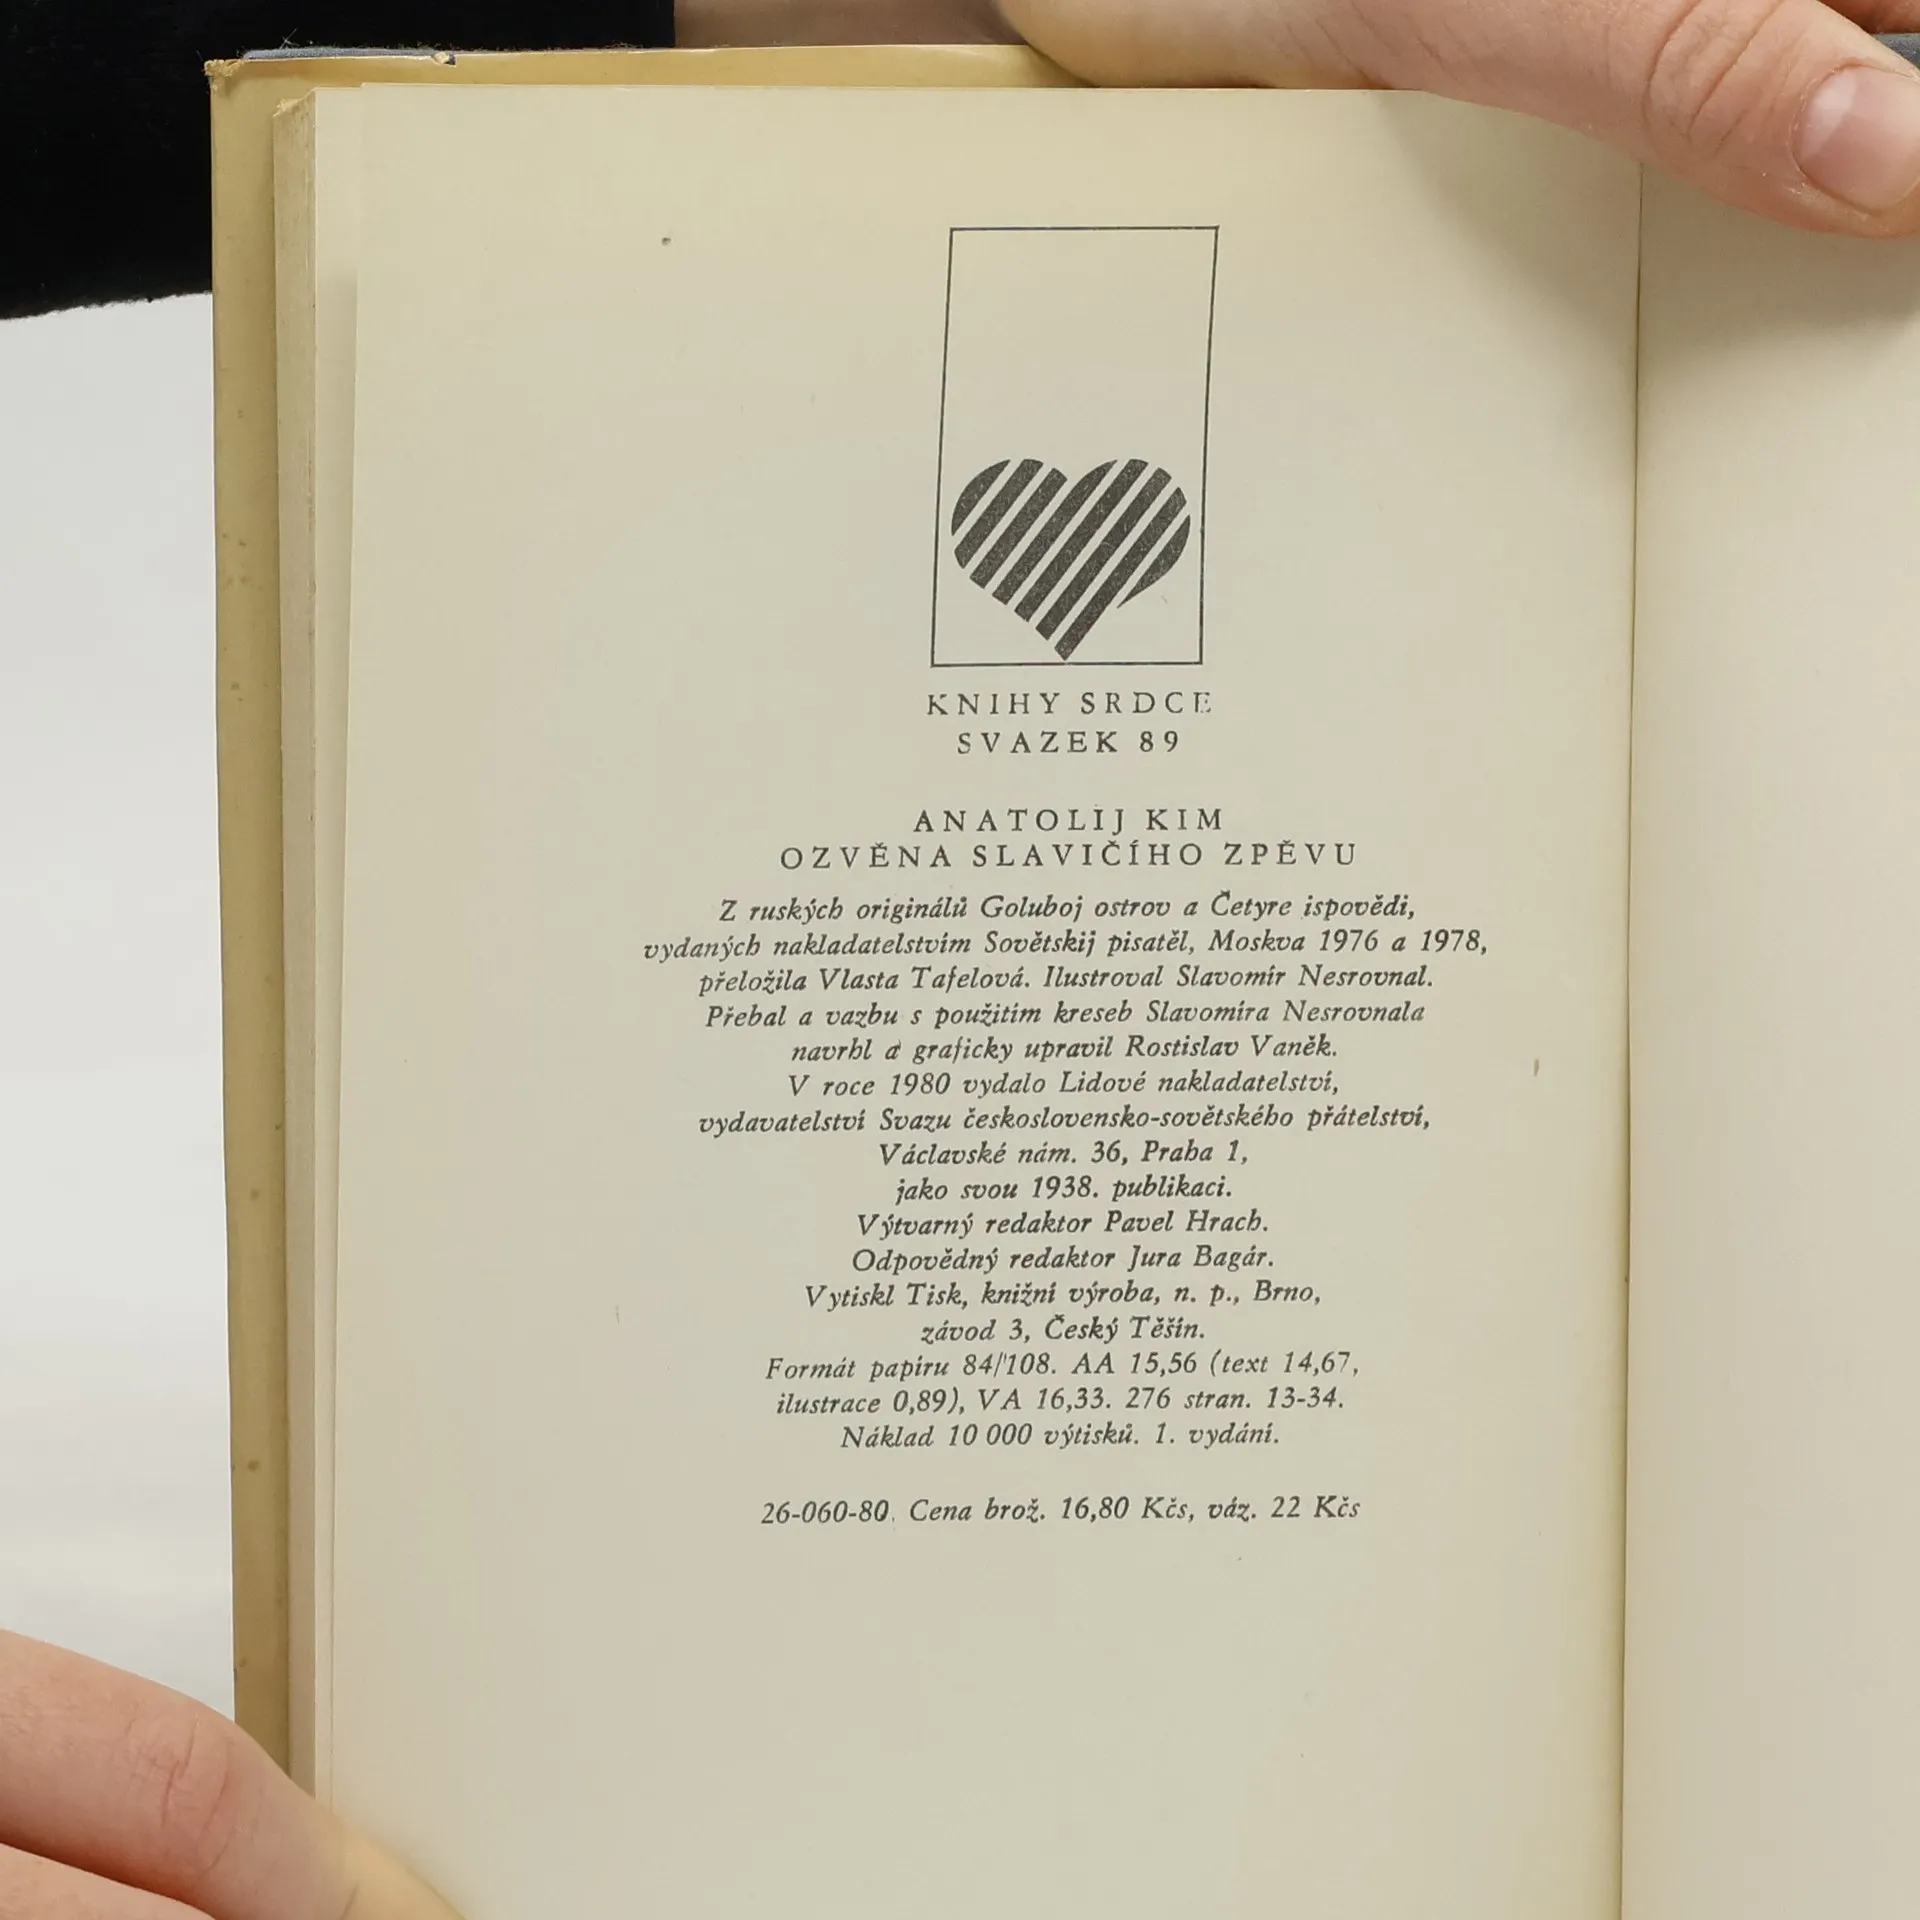 KNIHY SRDCE
SVAZEK 89
ANATOLIJ KIM
OZVĚNA SLAVIČÍHO ZPĚVU
Z ruských originálů Goluboj ostrov a Četyre ispovědi,
vydaných nakladatelstvím Sovětskij pisatěl, Moskva 1976 a 1978,
přeložila Vlasta Tafelová. Ilustroval Slavomír Nesrovnal.
Přebal a vazbu s použitím kreseb Slavomíra Nesrovnala
navrhl a graficky upravil Rostislav Vaněk.
V roce 1980 vydalo Lidové nakladatelství,
vydavatelství Svazu československo-sovětského přátelství,
Václavské nám. 36, Praha 1,
jako svou 1938. publikaci.
Výtvarný redaktor Pavel Hrach.
Odpovědný redaktor Jura Bagár.
Vytiskl Tisk, knižní výroba, n. p., Brno,
závod 3, Český Těšín.
Formát papíru 84/108. AA 15,56 (text 14,67,
ilustrace 0,89), VA 16,33. 276 stran. 13-34.
Náklad 10 000 výtisků. 1. vydání.
26-060-80. Cena brož. 16,80 Kčs, váz. 22 Kčs